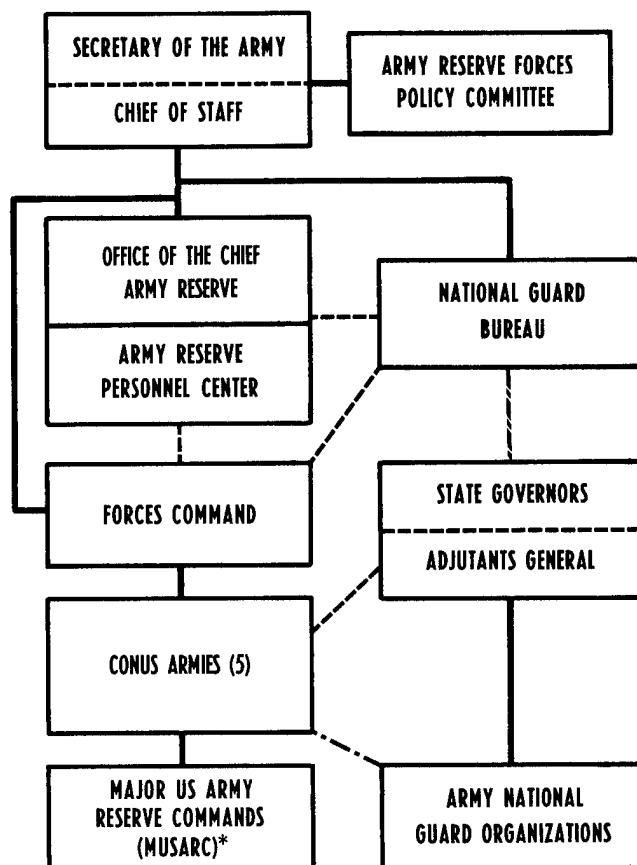 SECRETARY OF THE ARMY
CHIEF OF STAFF
ARMY RESERVE FORCES
POLICY COMMITTEE
OFFICE OF THE CHIEF
ARMY RESERVE
ARMY RESERVE
PERSONNEL CENTER
NATIONAL GUARD
BUREAU
FORCES COMMAND
STATE GOVERNORS
ADJUTANTS GENERAL
CONUS ARMIES (5)
MAJOR US ARMY
RESERVE COMMANDS
(MUSARC)*
ARMY NATIONAL
GUARD ORGANIZATIONS